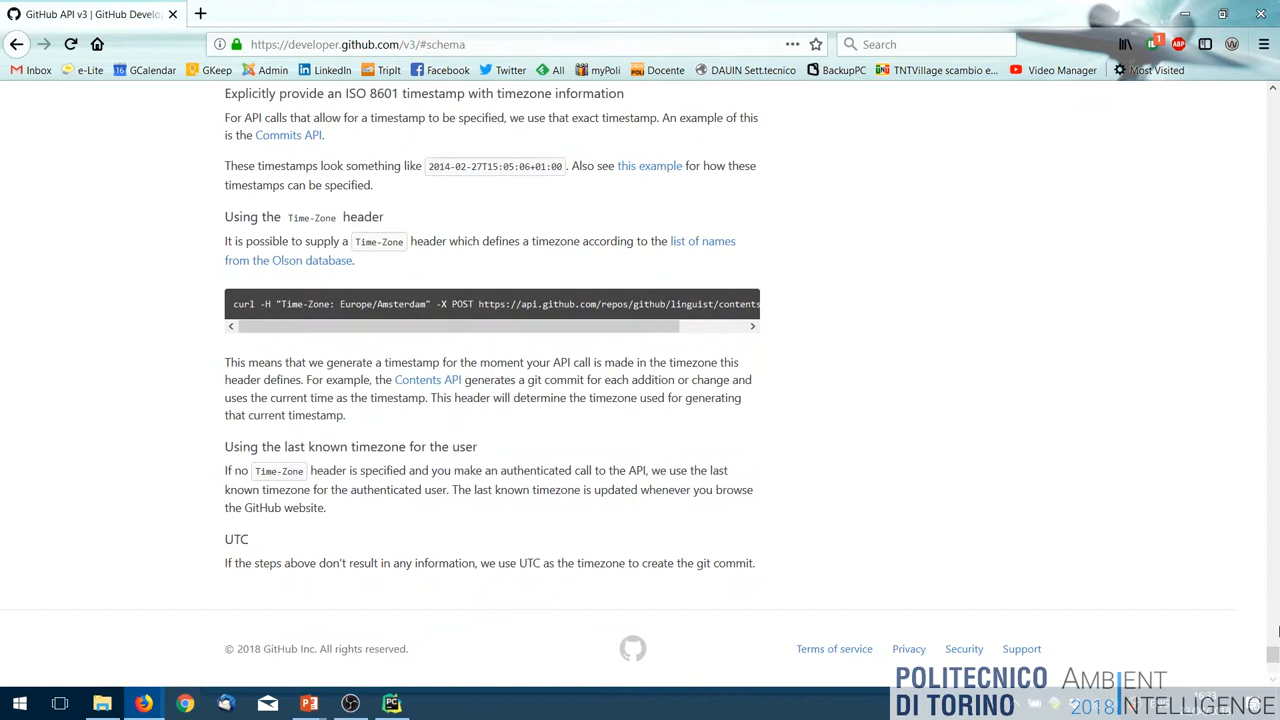 GitHub API v3 | GitHub Develo
https://developer.github.com/v3/#schema
Search
1
ABP
Inbox
e-Lite
16 GCalendar
GKeep
Admin
LinkedIn
TripIt
Facebook
Twitter
All
myPoli
Docente
DAUIN Sett.tecnico
BackupPC
TNTVillage scambio e...
Video Manager
Most Visited
Explicitly provide an ISO 8601 timestamp with timezone information
For API calls that allow for a timestamp to be specified, we use that exact timestamp. An example of this
is the Commits API.
These timestamps look something like 2014-02-27T15:05:06+01:00. Also see this example for how these
timestamps can be specified.
Using the Time-Zone header
It is possible to supply a Time-Zone header which defines a timezone according to the list of names
from the Olson database.
curl -H "Time-Zone: Europe/Amsterdam" -X POST https://api.github.com/repos/github/linguist/contents
This means that we generate a timestamp for the moment your API call is made in the timezone this
header defines. For example, the Contents API generates a git commit for each addition or change and
uses the current time as the timestamp. This header will determine the timezone used for generating
that current timestamp.
Using the last known timezone for the user
If no Time-Zone header is specified and you make an authenticated call to the API, we use the last
known timezone for the authenticated user. The last known timezone is updated whenever you browse
the GitHub website.
UTC
If the steps above don't result in any information, we use UTC as the timezone to create the git commit.
© 2018 GitHub Inc. All rights reserved.
Terms of service
Privacy
Security
Support
POLITECNICO
DI TORINO
AMBIENT
2018 INTELLIGENCE